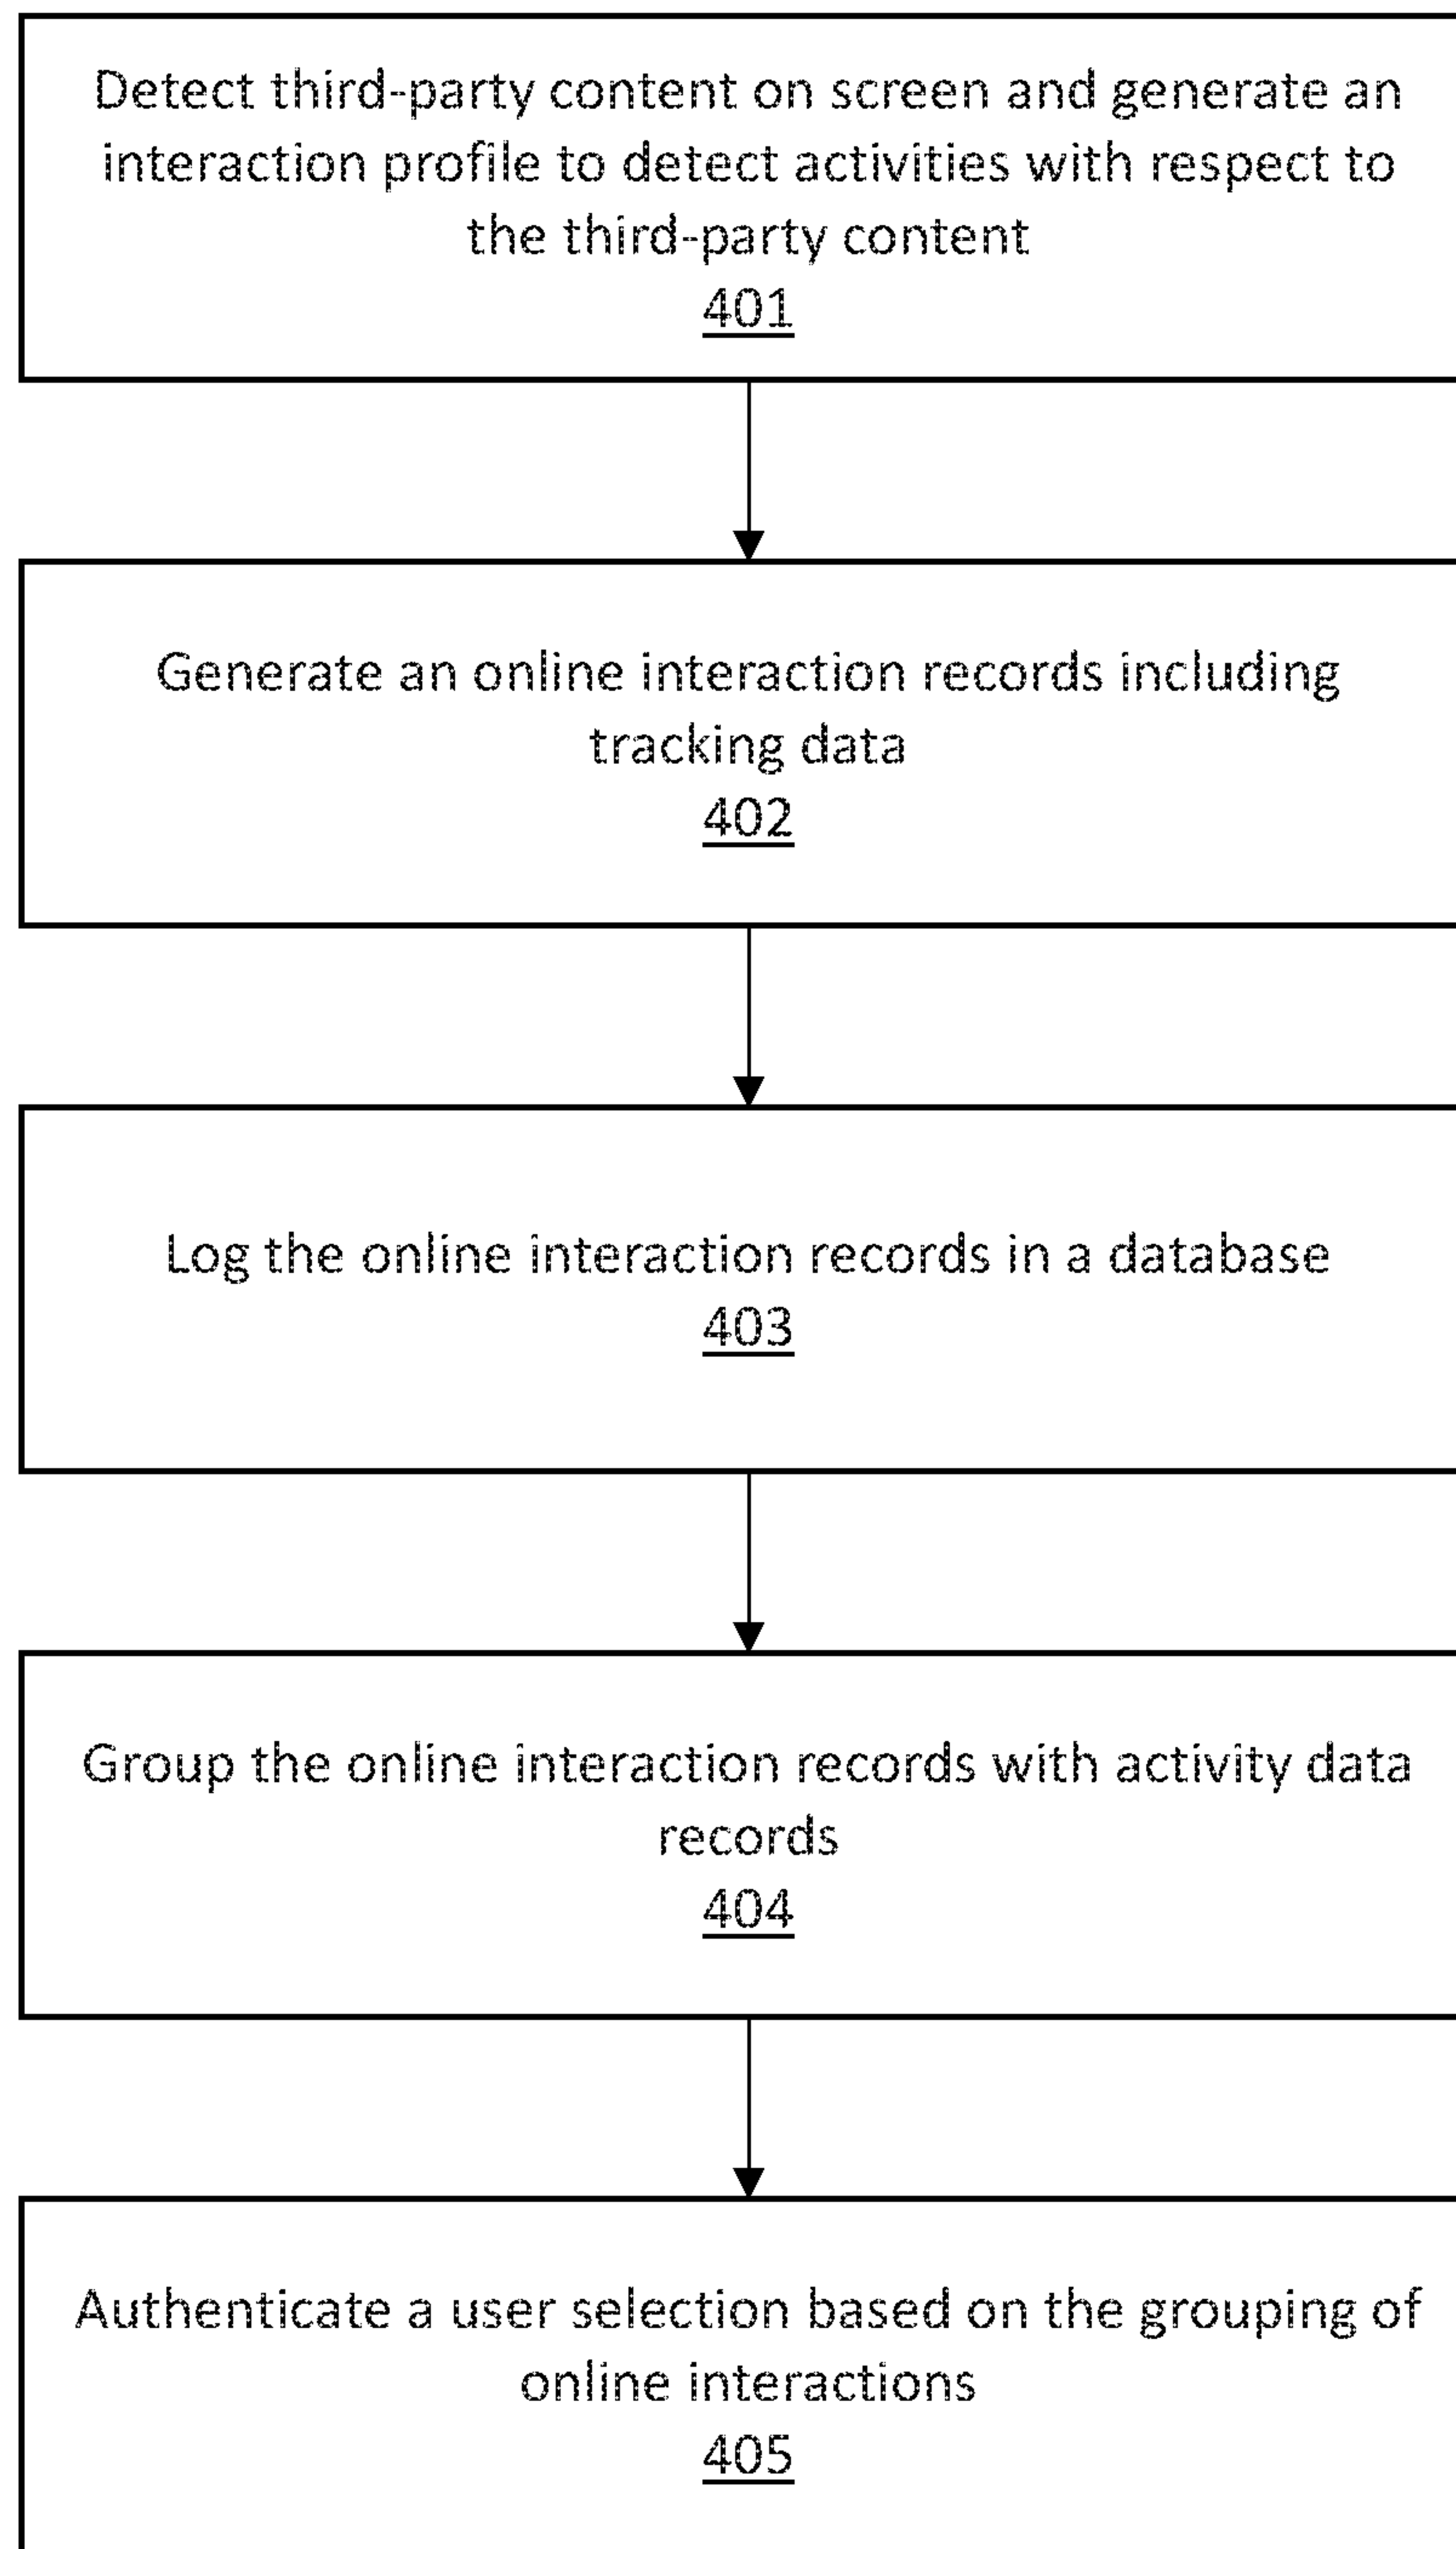 Detect third-party content on screen and generate an
interaction profile to detect activities with respect to
the third-party content
401
Generate an online interaction records including
tracking data
402
Log the online interaction records in a database
403
Group the online interaction records with activity data
records
404
Authenticate a user selection based on the grouping of
online interactions
405